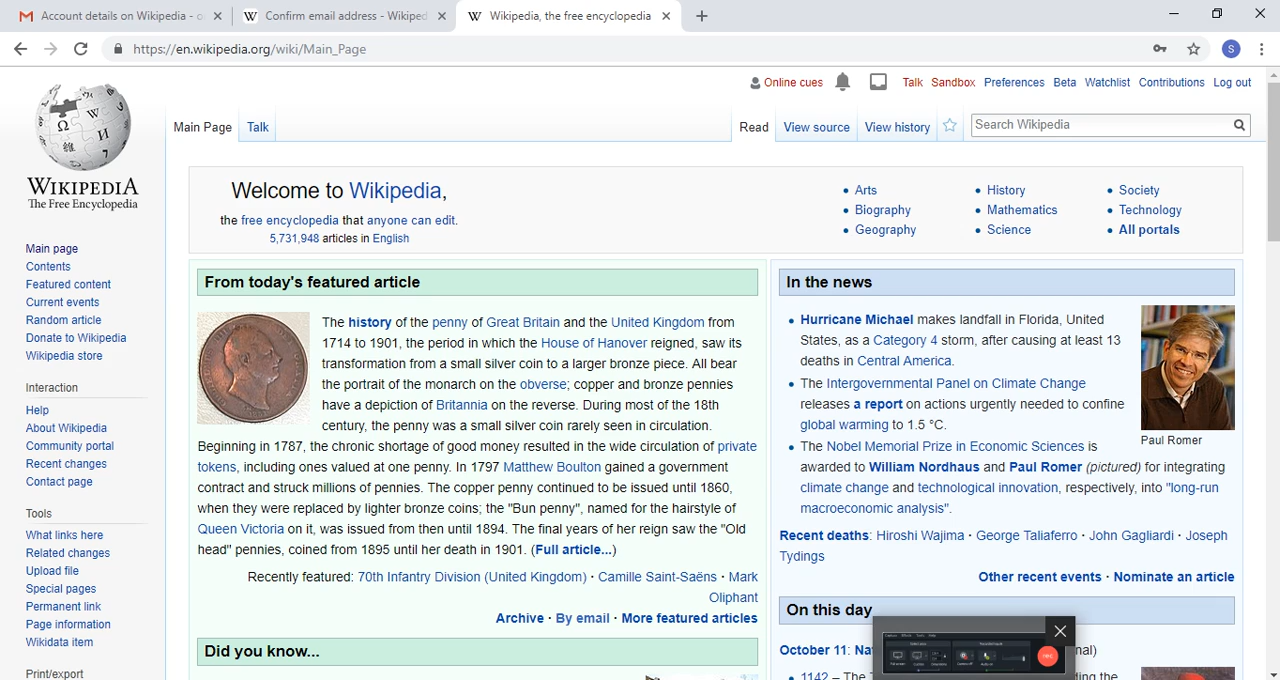 Account details on Wikipedia - o
Confirm email address - Wikiped
Wikipedia, the free encyclopedia
https://en.wikipedia.org/wiki/Main_Page
S
Online cues
Talk
Sandbox
Preferences
Beta
Watchlist
Contributions
Log out
Main Page
Talk
Read
View source
View history
Search Wikipedia
WIKIPEDIA
The Free Encyclopedia
Main page
Contents
Featured content
Current events
Random article
Donate to Wikipedia
Wikipedia store
Interaction
Help
About Wikipedia
Community portal
Recent changes
Contact page
Tools
What links here
Related changes
Upload file
Special pages
Permanent link
Page information
Wikidata item
Print/export
Welcome to Wikipedia,
the free encyclopedia that anyone can edit.
5,731,948 articles in English
Arts
Biography
Geography
History
Mathematics
Science
Society
Technology
All portals
From today's featured article
The history of the penny of Great Britain and the United Kingdom from
1714 to 1901, the period in which the House of Hanover reigned, saw its
transformation from a small silver coin to a larger bronze piece. All bear
the portrait of the monarch on the obverse; copper and bronze pennies
have a depiction of Britannia on the reverse. During most of the 18th
century, the penny was a small silver coin rarely seen in circulation.
Beginning in 1787, the chronic shortage of good money resulted in the wide circulation of private
tokens, including ones valued at one penny. In 1797 Matthew Boulton gained a government
contract and struck millions of pennies. The copper penny continued to be issued until 1860,
when they were replaced by lighter bronze coins; the "Bun penny", named for the hairstyle of
Queen Victoria on it, was issued from then until 1894. The final years of her reign saw the "Old
head" pennies, coined from 1895 until her death in 1901. (Full article...)
Recently featured: 70th Infantry Division (United Kingdom) · Camille Saint-Saëns · Mark
Oliphant
Archive · By email · More featured articles
Did you know...
In the news
Hurricane Michael makes landfall in Florida, United
States, as a Category 4 storm, after causing at least 13
deaths in Central America.
The Intergovernmental Panel on Climate Change
releases a report on actions urgently needed to confine
global warming to 1.5 °C.
The Nobel Memorial Prize in Economic Sciences is
awarded to William Nordhaus and Paul Romer (pictured) for integrating
climate change and technological innovation, respectively, into "long-run
macroeconomic analysis".
Paul Romer
Recent deaths: Hiroshi Wajima · George Taliaferro · John Gagliardi · Joseph
Tydings
Other recent events · Nominate an article
On this day
October 11: Nat
nal)
1142 – The
ting the